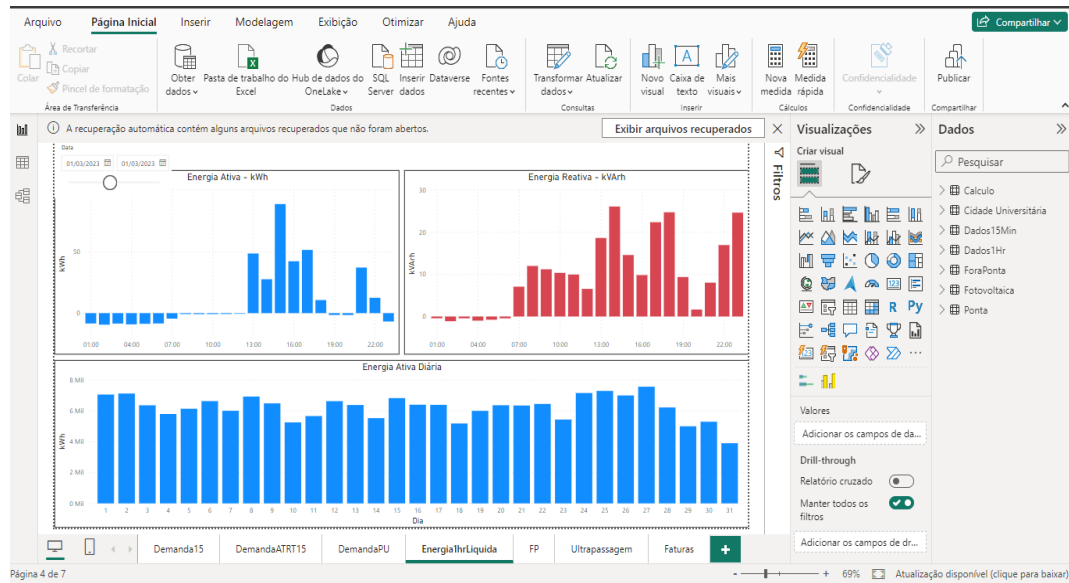 Arquivo Página Inicial Inserir Modelagem Exibição Otimizar Ajuda Compartilhar
Colar
Recortar
Copiar
Pincel de formatação
Área de Transferência
Obter dados
Pasta de trabalho do Excel
Hub de dados do OneLake
SQL Server
Inserir dados
Dataverse
Fontes recentes
Dados
Transformar dados
Atualizar
Consultas
Novo visual
Caixa de texto
Mais visuais
Inserir
Nova medida
Medida rápida
Cálculos
Confidencialidade
Confidencialidade
Publicar
Compartilhar
A recuperação automática contém alguns arquivos recuperados que não foram abertos.
Exibir arquivos recuperados
Data
01/03/2023 01/03/2023
Energia Ativa - kWh
kWh
50
0
01:00 04:00 07:00 10:00 13:00 16:00 19:00 22:00
Energia Reativa - kVArh
kVArh
30
20
10
0
01:00 04:00 07:00 10:00 13:00 16:00 19:00 22:00
Energia Ativa Diária
kWh
8 Mil
6 Mil
4 Mil
2 Mil
0 Mil
1 2 3 4 5 6 7 8 9 10 11 12 13 14 15 16 17 18 19 20 21 22 23 24 25 26 27 28 29 30 31
Dia
Filtros
Visualizações
Criar visual
123
R Py
123
Valores
Adicionar os campos de da...
Drill-through
Relatório cruzado
Manter todos os filtros
Adicionar os campos de dr...
Dados
Pesquisar
Calculo
Cidade Universitária
Dados15Min
Dados1Hr
ForaPonta
Fotovoltaica
Ponta
Demanda15 DemandaATRT15 DemandaPU Energia1hrLiquida FP Ultrapassagem Faturas +
Página 4 de 7
- + 69% Atualização disponível (clique para baixar)